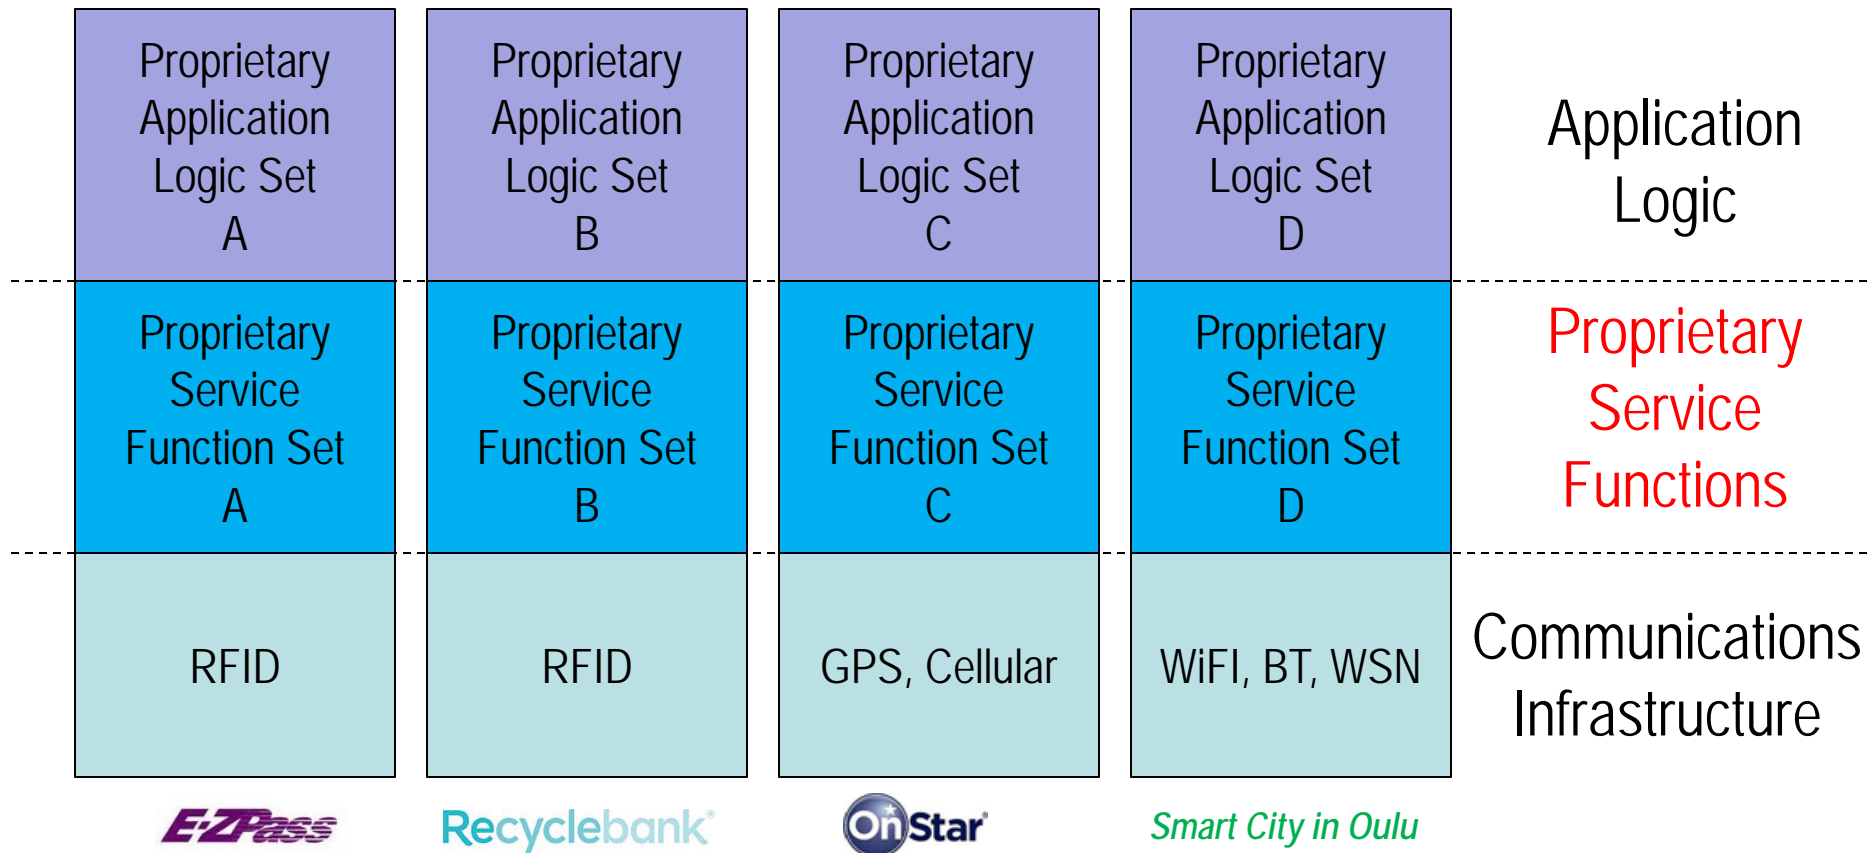 Proprietary
Application
Logic Set
A
Proprietary
Application
Logic Set
B
Proprietary
Application
Logic Set
C
Proprietary
Application
Logic Set
D
Application
Logic
Proprietary
Service
Function Set
A
Proprietary
Service
Function Set
B
Proprietary
Service
Function Set
C
Proprietary
Service
Function Set
D
Proprietary
Service
Functions
RFID
RFID
GPS, Cellular
WiFI, BT, WSN
Communications
Infrastructure
E-ZPass
Recyclebank®
OnStar
Smart City in Oulu